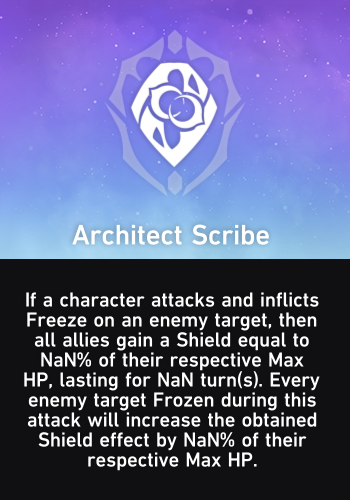 Architect Scribe
If a character attacks and inflicts
Freeze on an enemy target, then
all allies gain a Shield equal to
NaN% of their respective Max
HP, lasting for NaN turn(s). Every
enemy target Frozen during this
attack will increase the obtained
Shield effect by NaN% of their
respective Max HP.